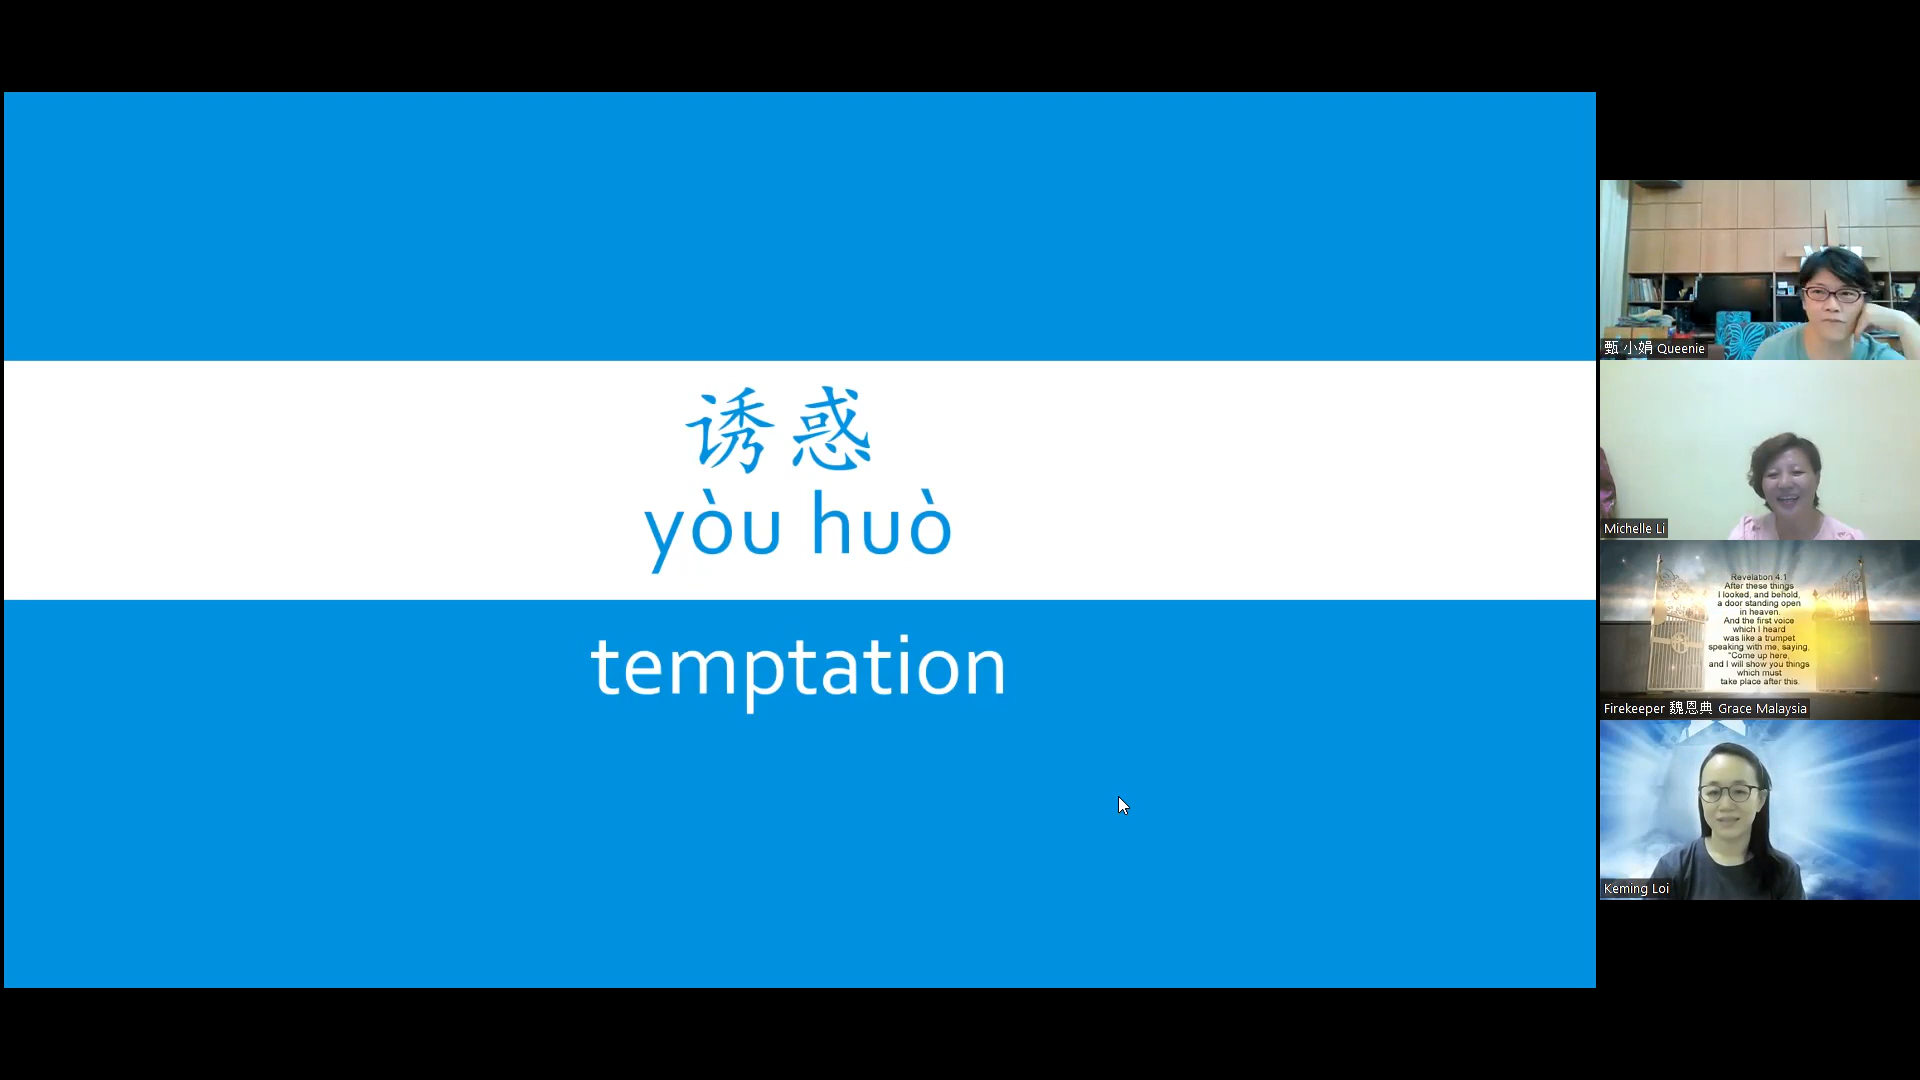 诱惑
yòu huò
temptation
甄 小娟 Queenie
Michelle Li
Revelation 4.1
After these things
I looked, and behold,
a door standing open
in heaven.
And the first voice
which I heard
was like a trumpet
speaking with me, saying,
"Come up here,
and I will show you things
which must
take place after this.
Firekeeper 魏恩典 Grace Malaysia
Keming Loi